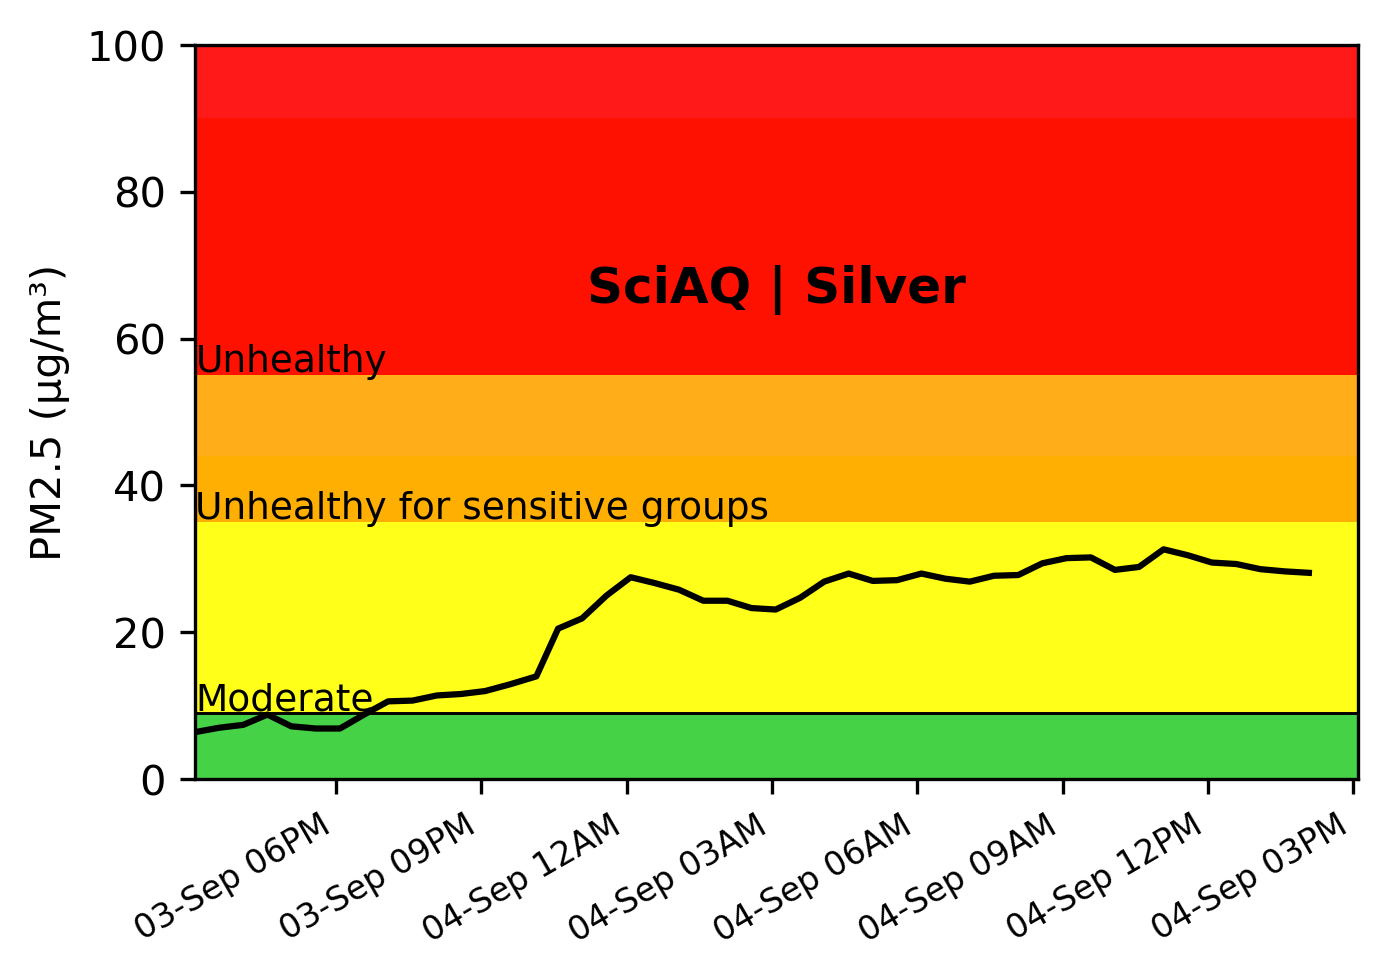 100
80
60
40
20
0
PM2.5 (µg/m³)
SciAQ | Silver
Unhealthy
Unhealthy for sensitive groups
Moderate
03-Sep 06PM
03-Sep 09PM
04-Sep 12AM
04-Sep 03AM
04-Sep 06AM
04-Sep 09AM
04-Sep 12PM
04-Sep 03PM